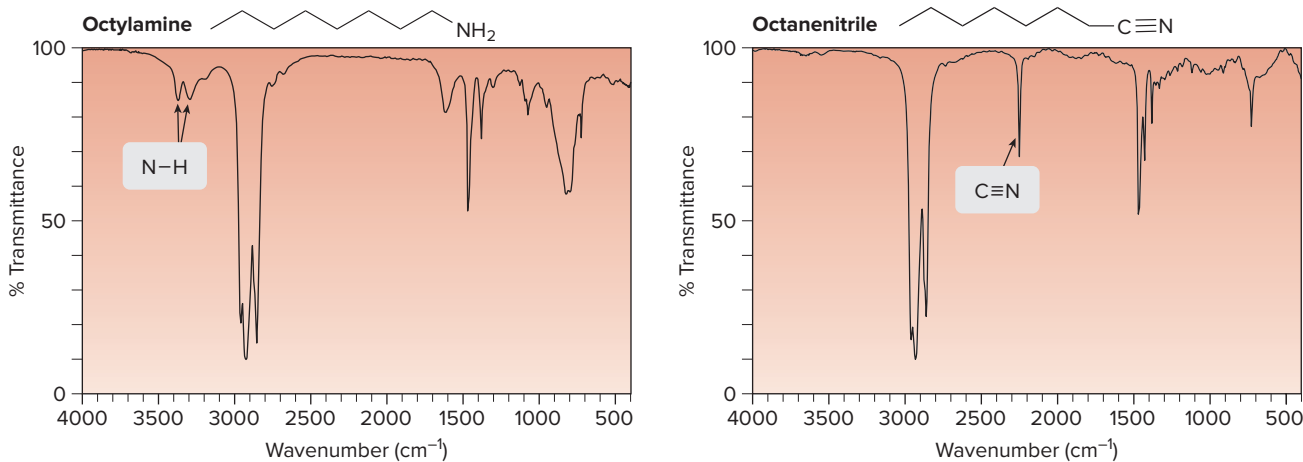 Octylamine
NH₂
100
50
0
% Transmittance
N–H
4000 3500 3000 2500 2000 1500 1000 500
Wavenumber (cm⁻¹)
Octanenitrile
C≡N
100
50
0
% Transmittance
C≡N
4000 3500 3000 2500 2000 1500 1000 500
Wavenumber (cm⁻¹)